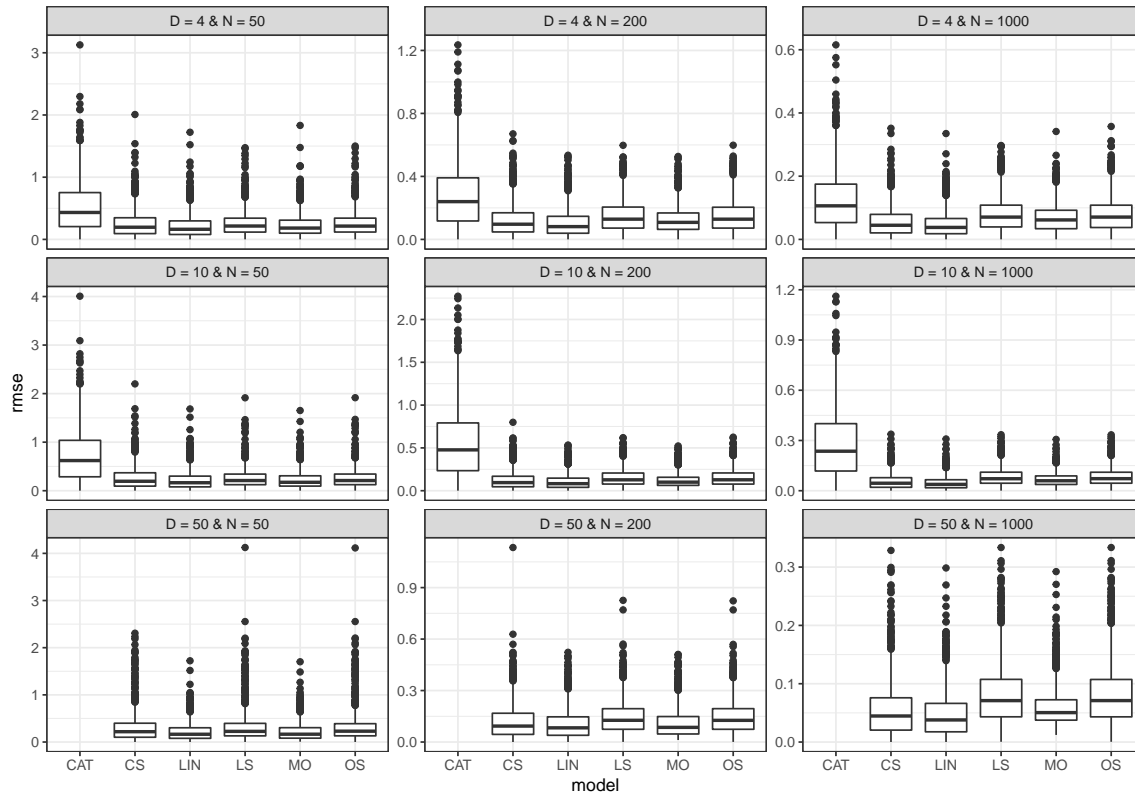 D = 4 & N = 50
D = 4 & N = 200
D = 4 & N = 1000
3
2
1
0
1.2
0.8
0.4
0.0
0.6
0.4
0.2
0.0
D = 10 & N = 50
D = 10 & N = 200
D = 10 & N = 1000
rmse
4
3
2
1
0
2.0
1.5
1.0
0.5
0.0
1.2
0.9
0.6
0.3
0.0
D = 50 & N = 50
D = 50 & N = 200
D = 50 & N = 1000
4
3
2
1
0
0.9
0.6
0.3
0.0
0.3
0.2
0.1
0.0
CAT CS LIN LS MO OS
CAT CS LIN LS MO OS
CAT CS LIN LS MO OS
model